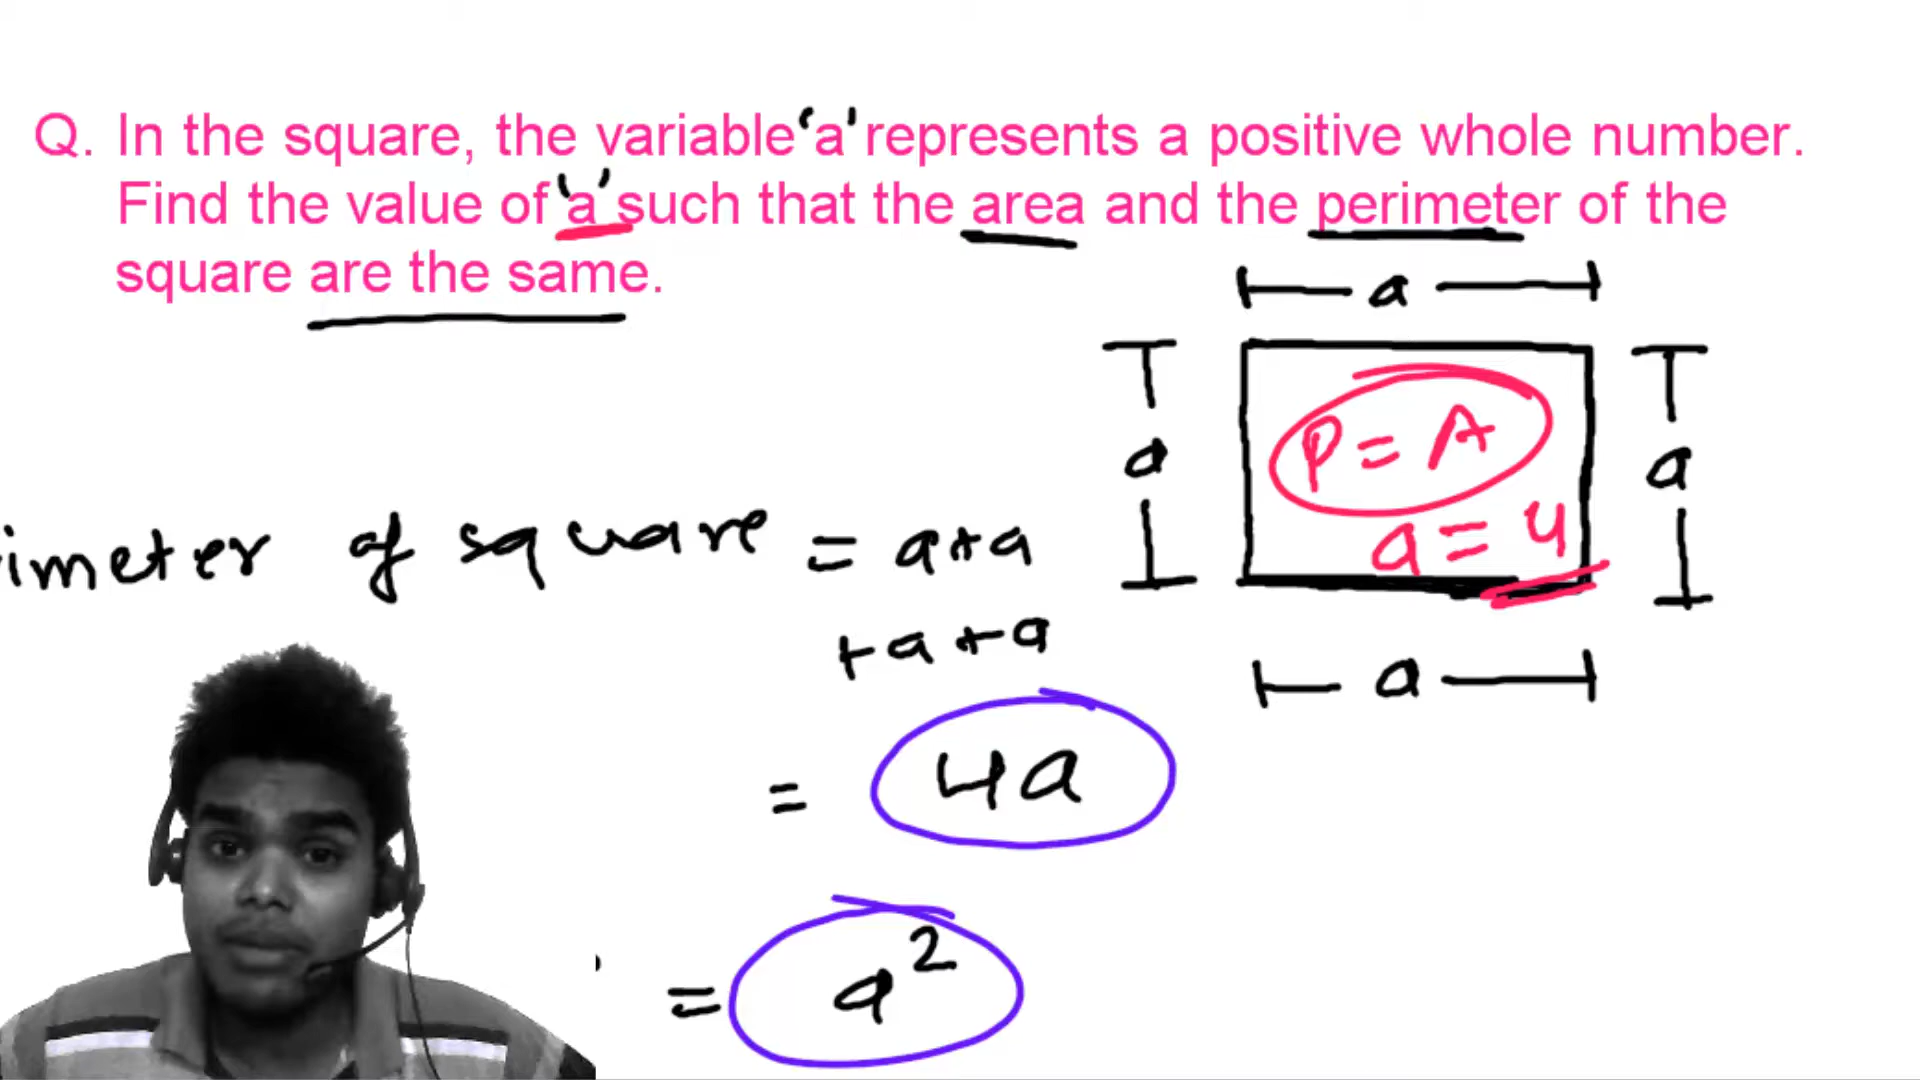 Q. In the square, the variable 'a' represents a positive whole number.
Find the value of 'a' such that the area and the perimeter of the
square are the same.
a
a
P = A
a
a = 4
a
imeter of square = a+a
+a+a
= 4a
= a²